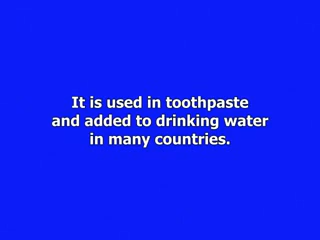 It is used in toothpaste
and added to drinking water
in many countries.